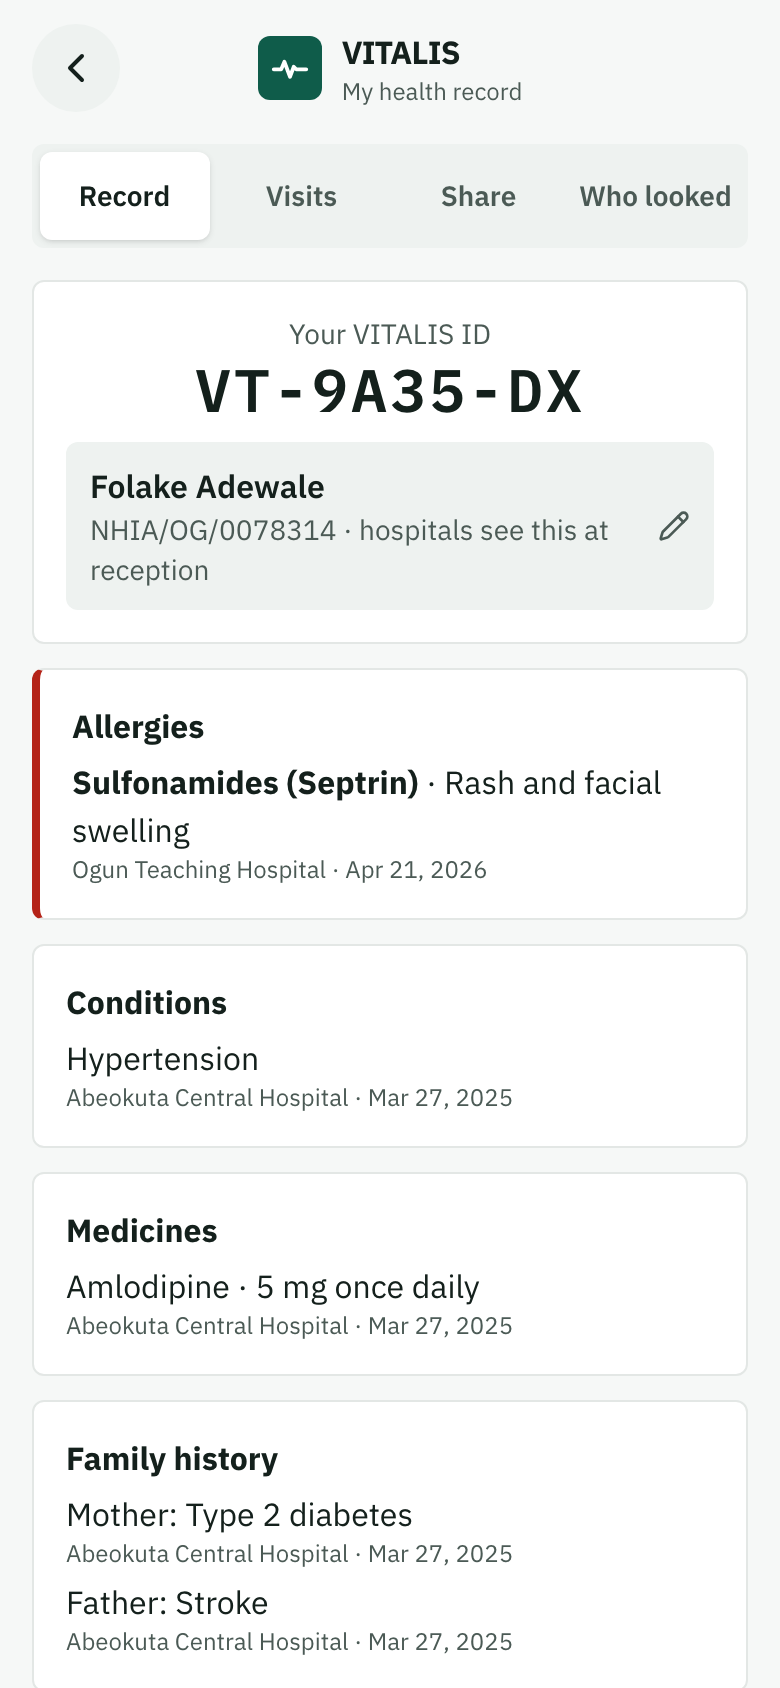 VITALIS
My health record
Record
Visits
Share
Who looked
Your VITALIS ID
VT-9A35-DX
Folake Adewale
NHIA/OG/0078314 · hospitals see this at
reception
Allergies
Sulfonamides (Septrin) · Rash and facial
swelling
Ogun Teaching Hospital · Apr 21, 2026
Conditions
Hypertension
Abeokuta Central Hospital · Mar 27, 2025
Medicines
Amlodipine · 5 mg once daily
Abeokuta Central Hospital · Mar 27, 2025
Family history
Mother: Type 2 diabetes
Abeokuta Central Hospital · Mar 27, 2025
Father: Stroke
Abeokuta Central Hospital · Mar 27, 2025